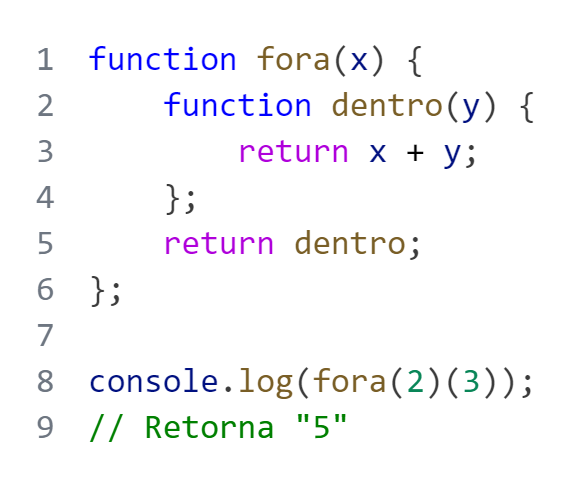 1 function fora(x) {
2     function dentro(y) {
3         return x + y;
4     };
5     return dentro;
6 };
7
8 console.log(fora(2)(3));
9 // Retorna "5"